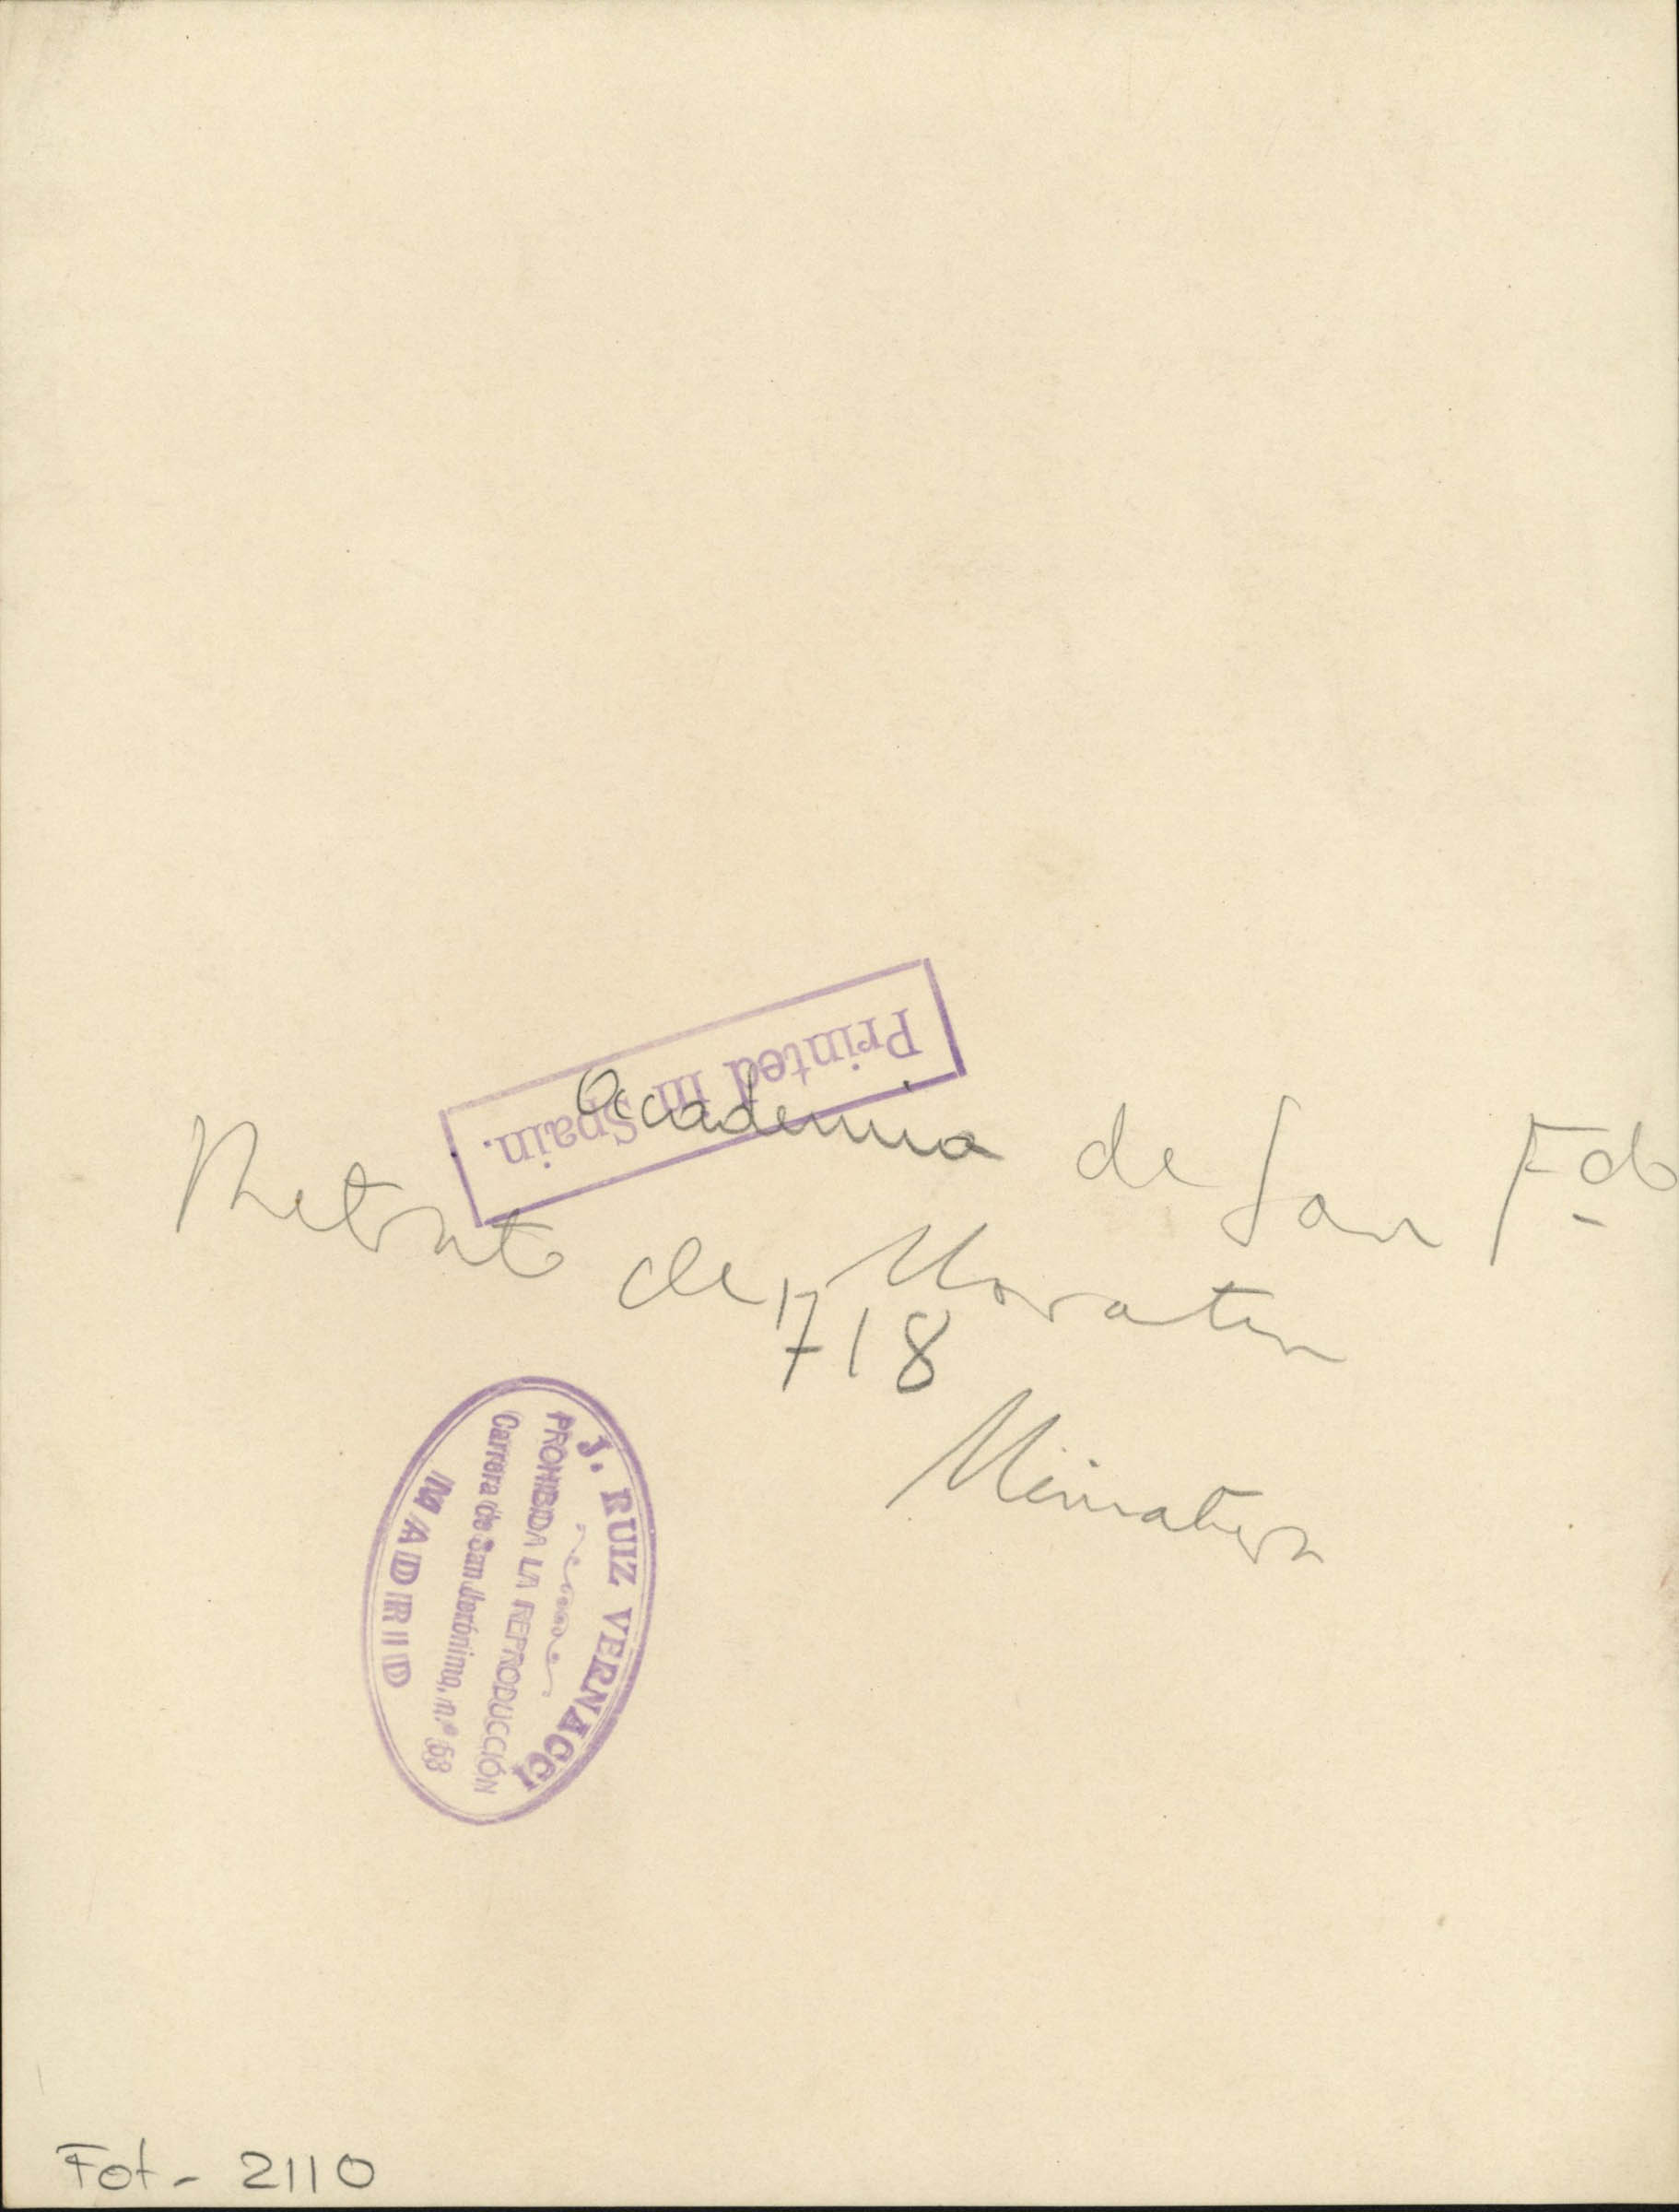 Printed in
Spain.
Academia de San Fdo
Retrato de Moratin
1718
Miniatura
J. RUIZ VERNACCI
PROHIBIDA LA REPRODUCCIÓN
Carrera de San Jerónimo, n.º 53
MADRID
Fot - 2110